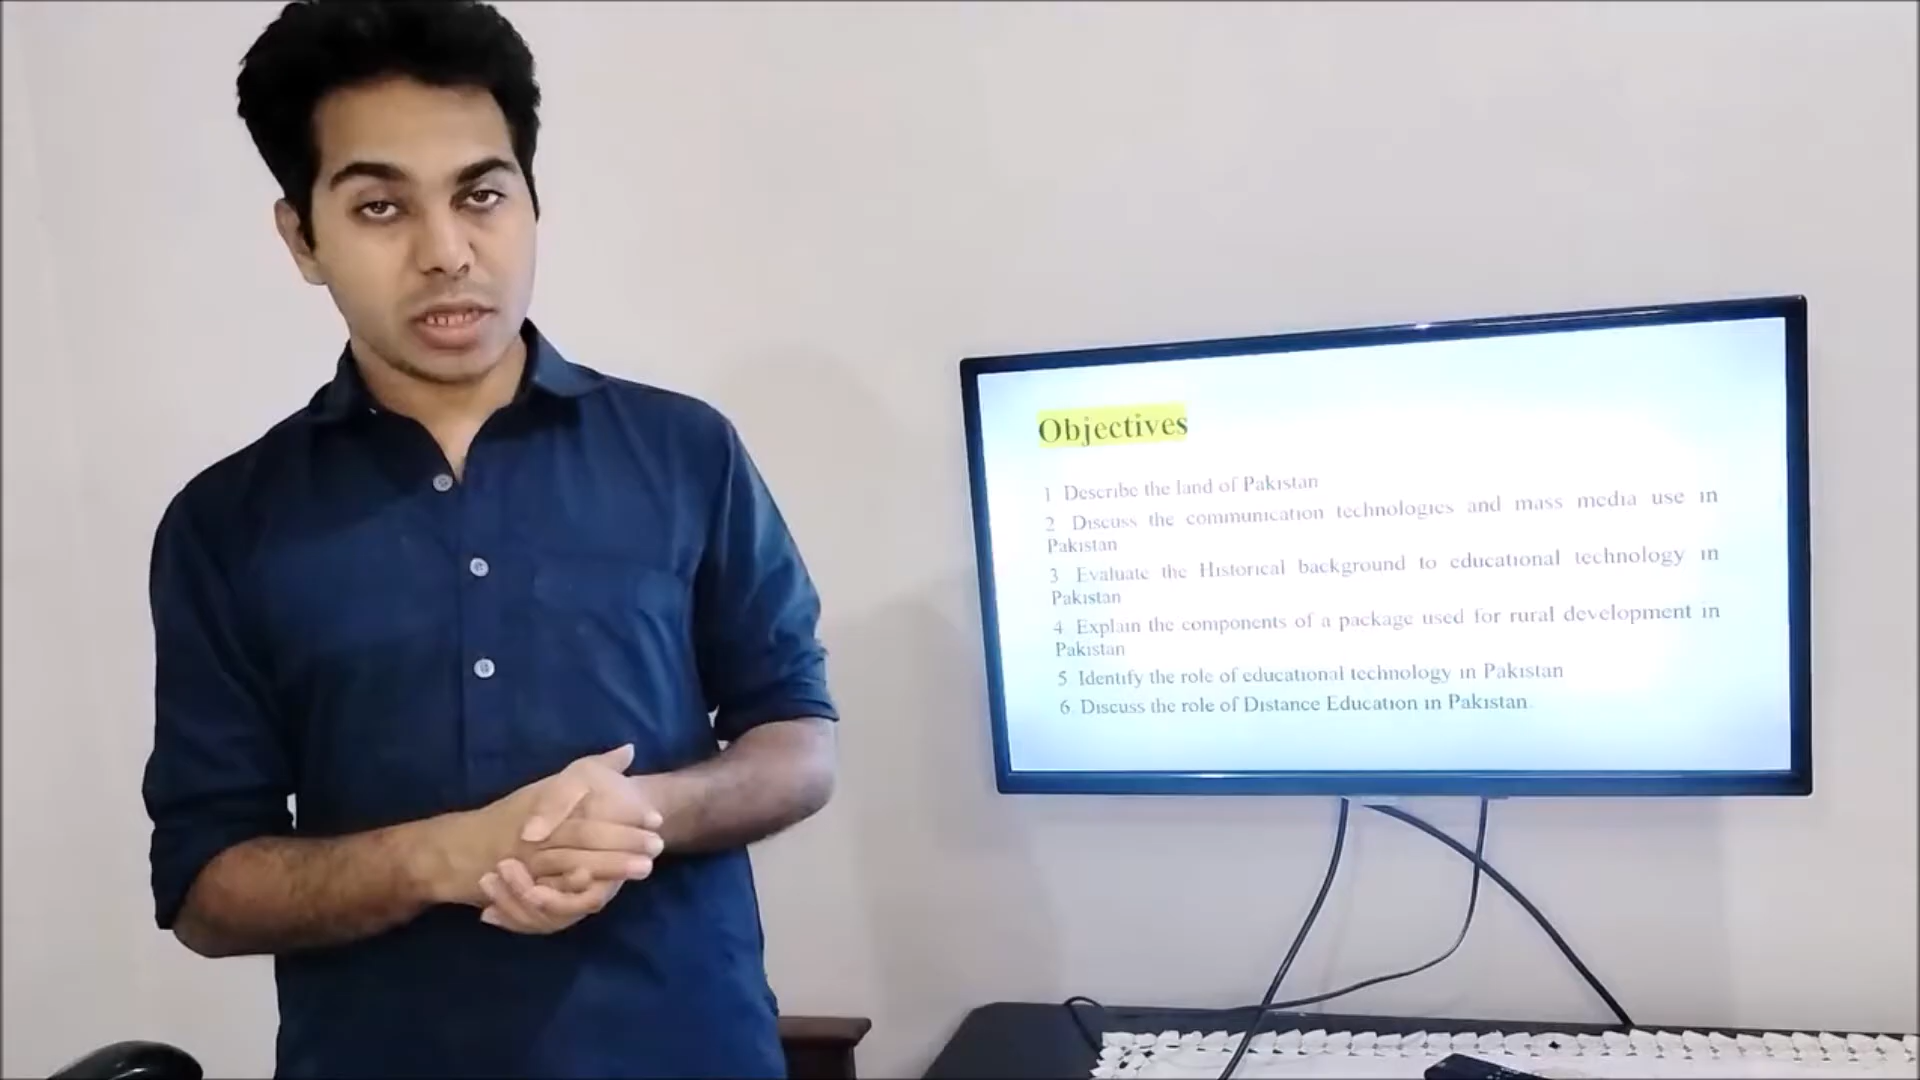 Objectives
1 Describe the land of Pakistan
2 Discuss the communication technologies and mass media use in
Pakistan
3 Evaluate the Historical background to educational technology in
Pakistan
4 Explain the components of a package used for rural development in
Pakistan
5 Identify the role of educational technology in Pakistan
6 Discuss the role of Distance Education in Pakistan.